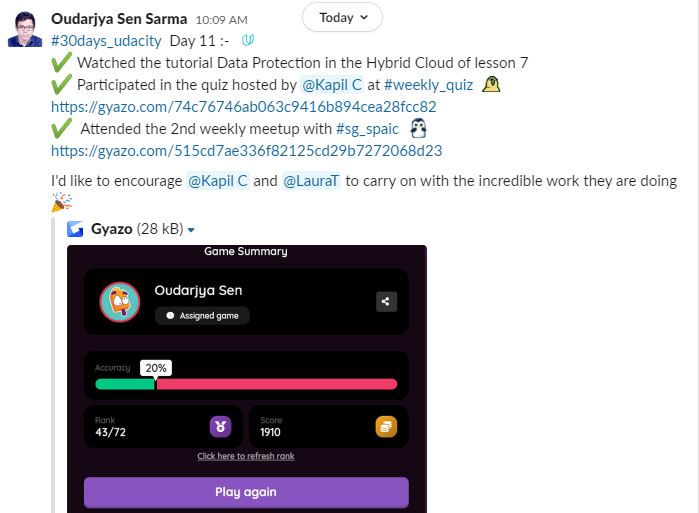 Today
Oudarjya Sen Sarma 10:09 AM
#30days_udacity Day 11 :-
Watched the tutorial Data Protection in the Hybrid Cloud of lesson 7
Participated in the quiz hosted by @Kapil C at #weekly_quiz
https://gyazo.com/74c76746ab063c9416b894cea28fcc82
Attended the 2nd weekly meetup with #sg_spaic
https://gyazo.com/515cd7ae336f82125cd29b7272068d23
I'd like to encourage @Kapil C and @LauraT to carry on with the incredible work they are doing
Gyazo (28 kB)
Game Summary
Oudarjya Sen
Assigned game
Accuracy 20%
Rank
43/72
Score
1910
Click here to refresh rank
Play again